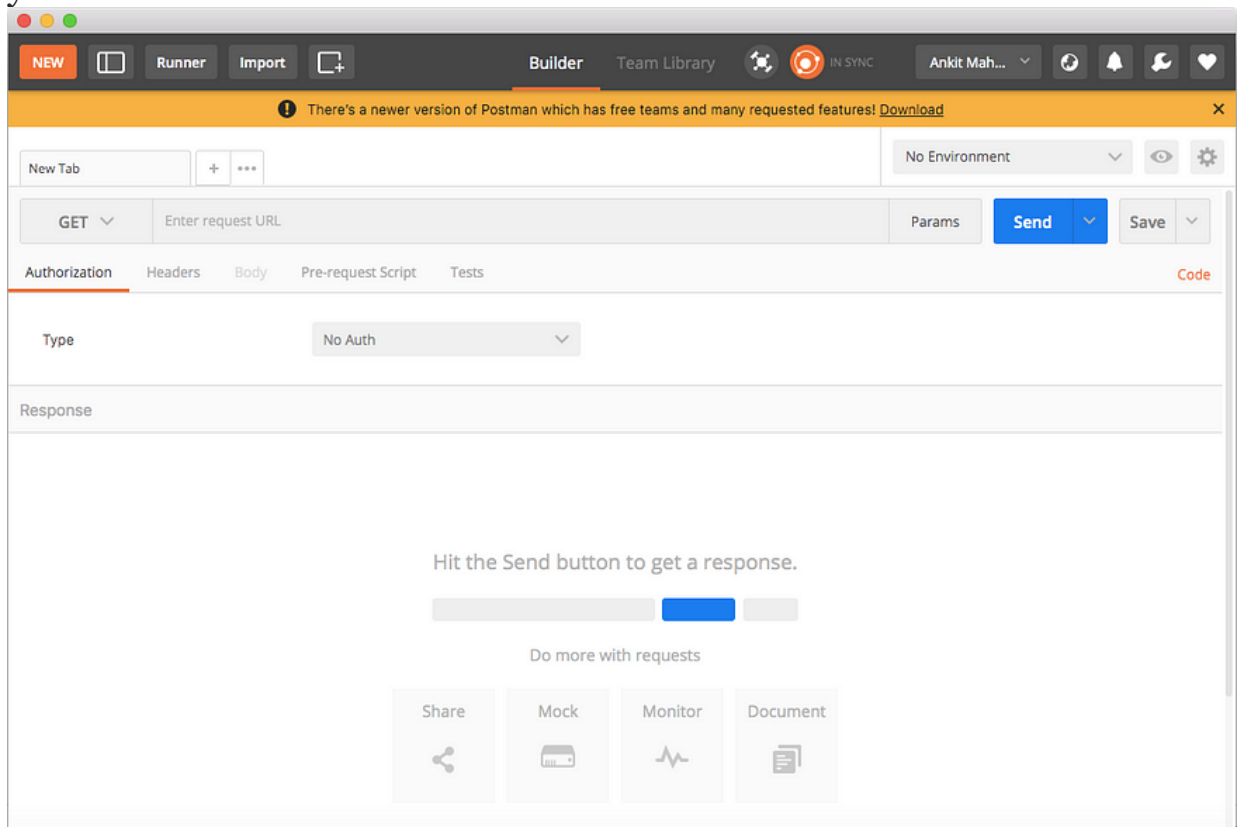 y
NEW Runner Import Builder Team Library IN SYNC Ankit Mah...
There's a newer version of Postman which has free teams and many requested features! Download
New Tab + ••• No Environment
GET Enter request URL Params Send Save
Authorization Headers Body Pre-request Script Tests Code
Type No Auth
Response
Hit the Send button to get a response.
Do more with requests
Share Mock Monitor Document